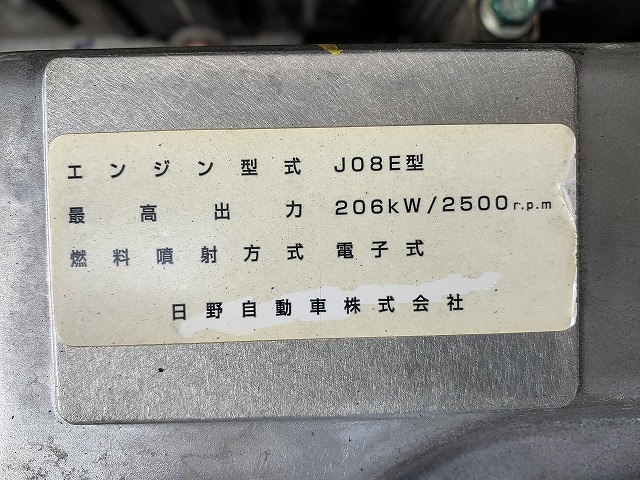 エンジン型式 J08E型
最高出力 206kW/2500r.p.m
燃料噴射方式 電子式
日野自動車株式会社